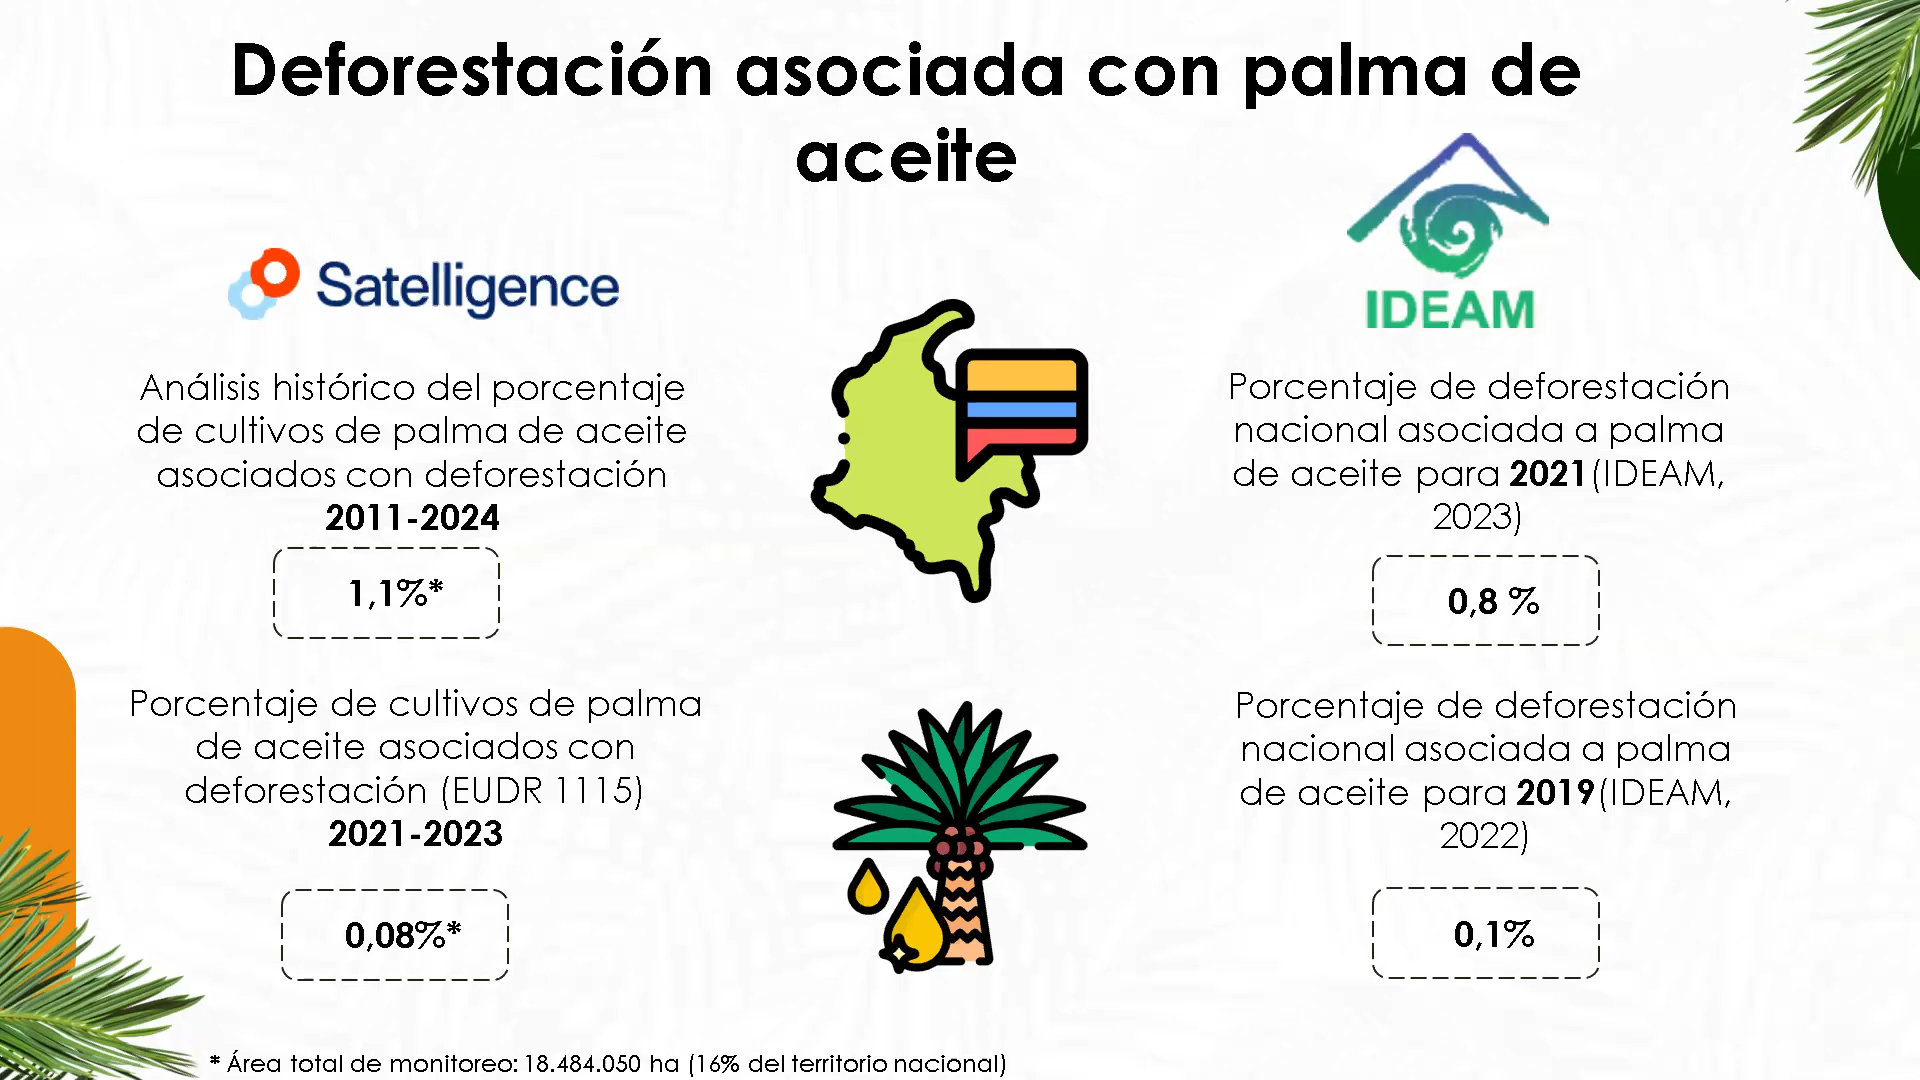 Deforestación asociada con palma de
aceite
Satelligence
Análisis histórico del porcentaje
de cultivos de palma de aceite
asociados con deforestación
2011-2024
1,1%*
Porcentaje de cultivos de palma
de aceite asociados con
deforestación (EUDR 1115)
2021-2023
0,08%*
IDEAM
Porcentaje de deforestación
nacional asociada a palma
de aceite para 2021(IDEAM,
2023)
0,8 %
Porcentaje de deforestación
nacional asociada a palma
de aceite para 2019(IDEAM,
2022)
0,1%
* Área total de monitoreo: 18.484.050 ha (16% del territorio nacional)